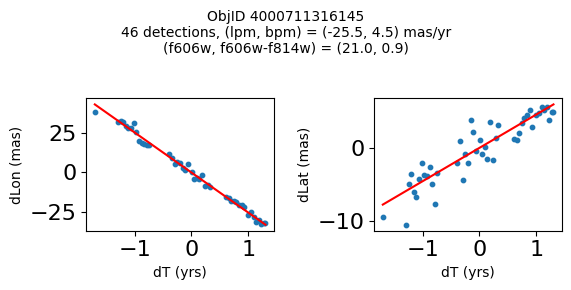 ObjID 4000711316145
46 detections, (lpm, bpm) = (-25.5, 4.5) mas/yr
(f606w, f606w-f814w) = (21.0, 0.9)
dLon (mas)
25
0
−25
−1
0
1
dT (yrs)
dLat (mas)
0
−10
−1
0
1
dT (yrs)